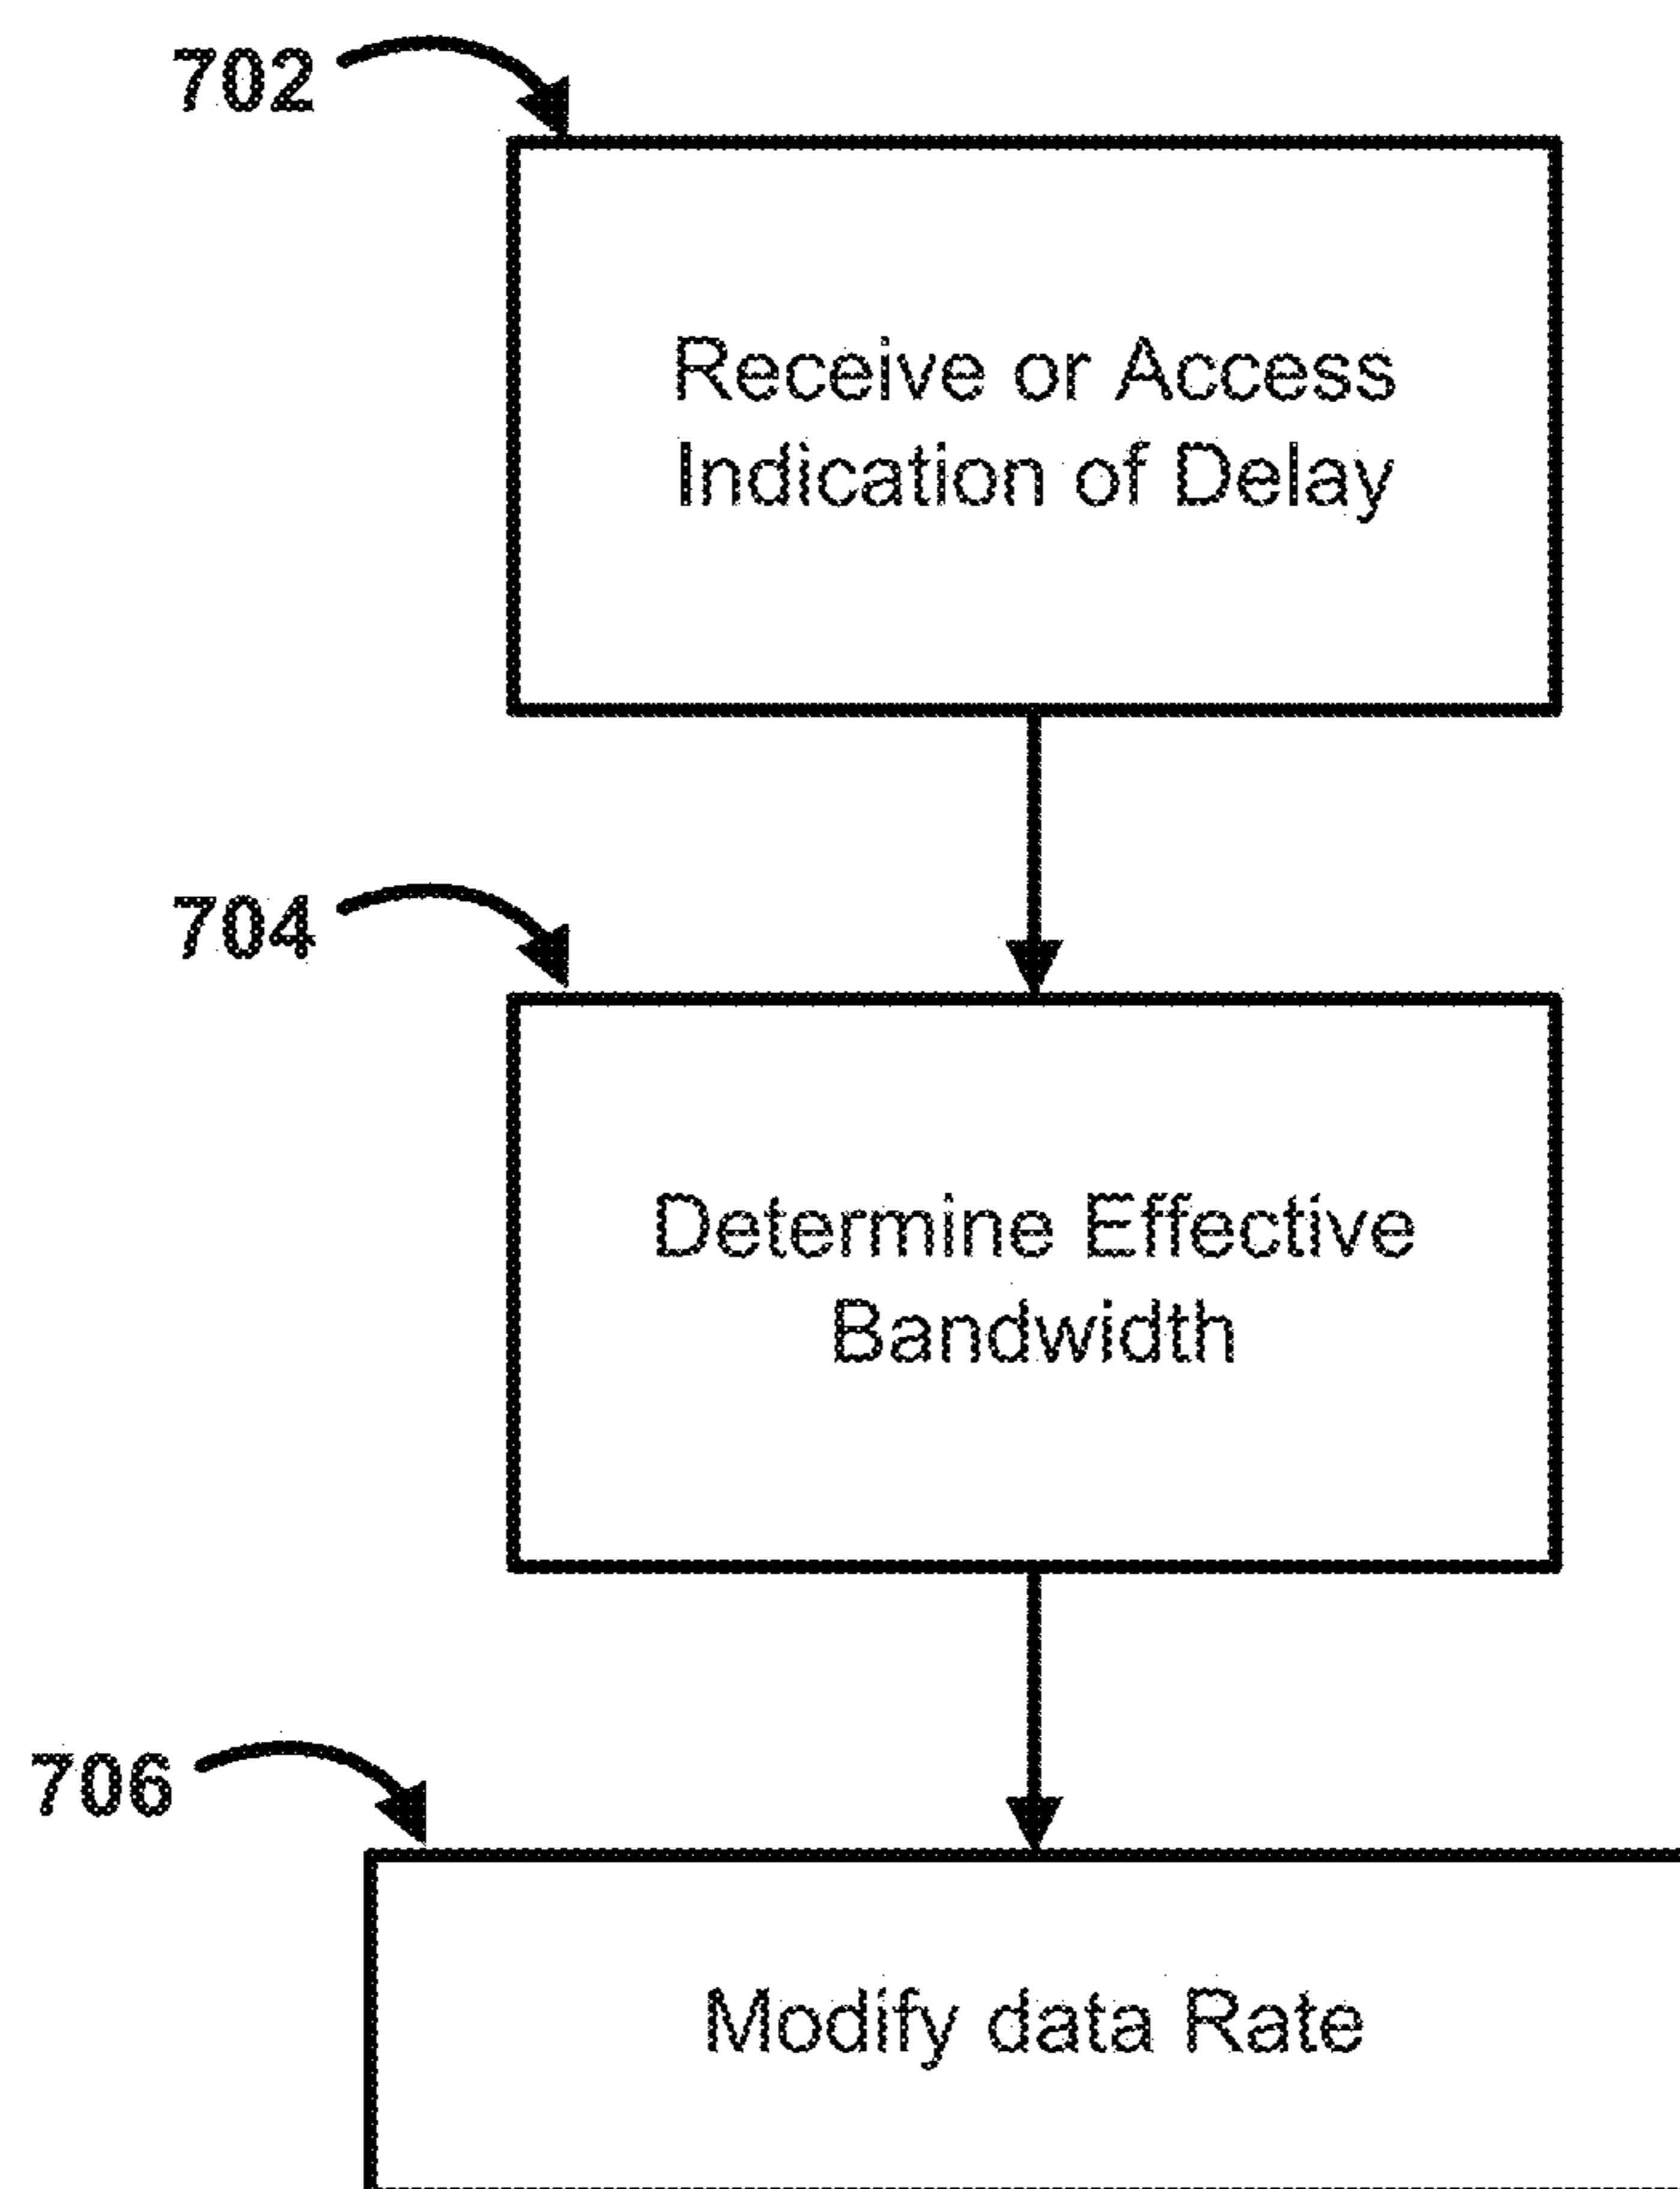 702
Receive or Access
Indication of Delay
704
Determine Effective
Bandwidth
706
Modify data Rate